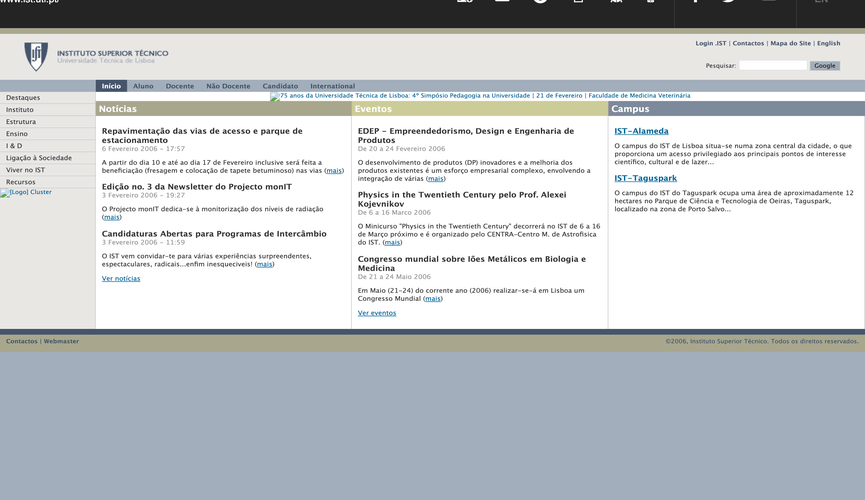 www.ist.utl.pt/
EN
INSTITUTO SUPERIOR TÉCNICO
Universidade Técnica de Lisboa
Login .IST | Contactos | Mapa do Site | English
Pesquisar:
Google
Início Aluno Docente Não Docente Candidato International
75 anos da Universidade Técnica de Lisboa: 4º Simpósio Pedagogia na Universidade | 21 de Fevereiro | Faculdade de Medicina Veterinária
Destaques
Instituto
Estrutura
Ensino
I & D
Ligação à Sociedade
Viver no IST
Recursos
[Logo] Cluster
Notícias
Repavimentação das vias de acesso e parque de
estacionamento
6 Fevereiro 2006 - 17:57
A partir do dia 10 e até ao dia 17 de Fevereiro inclusive será feita a
beneficiação (fresagem e colocação de tapete betuminoso) nas vias (mais)
Edição no. 3 da Newsletter do Projecto monIT
3 Fevereiro 2006 - 19:27
O Projecto monIT dedica-se à monitorização dos níveis de radiação
(mais)
Candidaturas Abertas para Programas de Intercâmbio
3 Fevereiro 2006 - 11:59
O IST vem convidar-te para várias experiências surpreendentes,
espectaculares, radicais...enfim inesquecíveis! (mais)
Ver notícias
Eventos
EDEP - Empreendedorismo, Design e Engenharia de
Produtos
De 20 a 24 Fevereiro 2006
O desenvolvimento de produtos (DP) inovadores e a melhoria dos
produtos existentes é um esforço empresarial complexo, envolvendo a
integração de várias (mais)
Physics in the Twentieth Century pelo Prof. Alexei
Kojevnikov
De 6 a 16 Marco 2006
O Minicurso "Physics in the Twentieth Century" decorrerá no IST de 6 a 16
de Março próximo e é organizado pelo CENTRA-Centro M. de Astrofísica
do IST. (mais)
Congresso mundial sobre Iões Metálicos em Biologia e
Medicina
De 21 a 24 Maio 2006
Em Maio (21-24) do corrente ano (2006) realizar-se-á em Lisboa um
Congresso Mundial (mais)
Ver eventos
Campus
IST-Alameda
O campus do IST de Lisboa situa-se numa zona central da cidade, o que
proporciona um acesso privilegiado aos principais pontos de interesse
científico, cultural e de lazer...
IST-Taguspark
O campus do IST do Taguspark ocupa uma área de aproximadamente 12
hectares no Parque de Ciência e Tecnologia de Oeiras, Taguspark,
localizado na zona de Porto Salvo...
Contactos | Webmaster
©2006, Instituto Superior Técnico. Todos os direitos reservados.